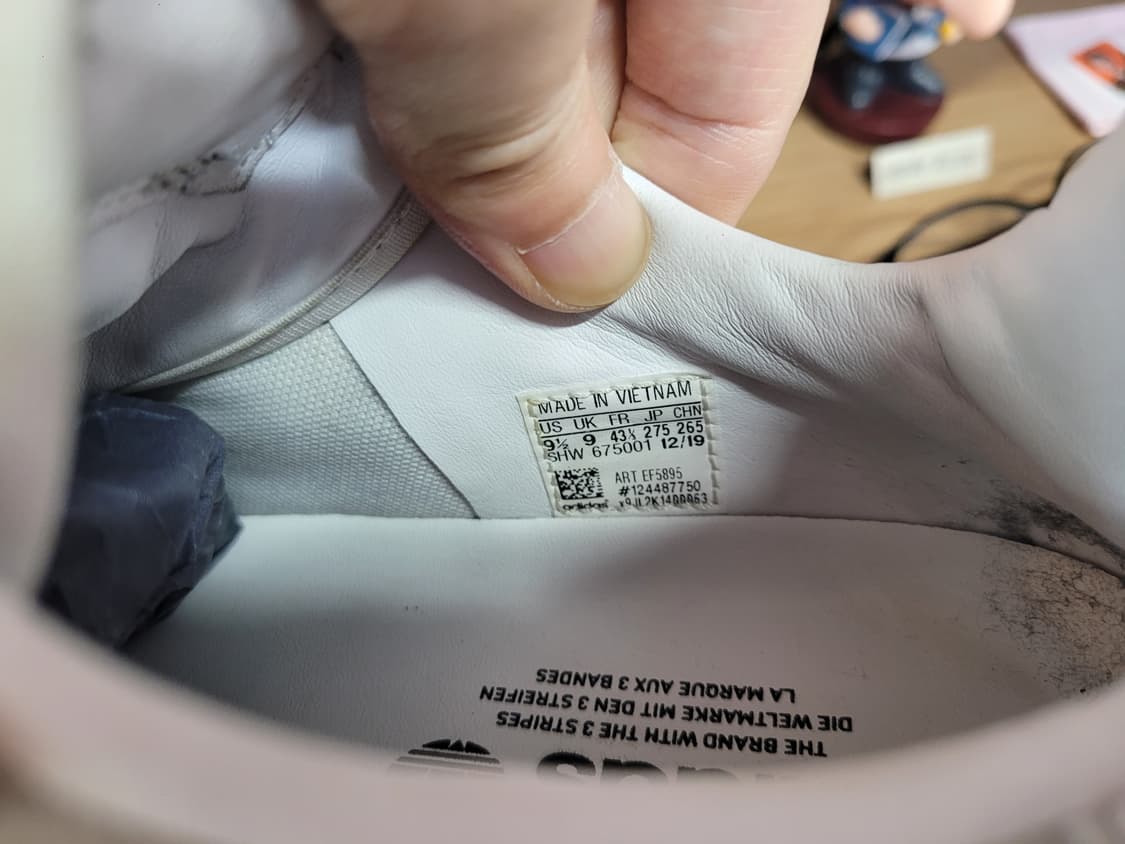 MADE IN VIETNAM
US UK FR JP CHN
9½ 9 43⅓ 275 265
SHW 675001 12/19
ART EF5895
#124487750
adidas
LA MARQUE AUX 3 BANDES
DIE WELTMARKE MIT DEN 3 STREIFEN
THE BRAND WITH THE 3 STRIPES